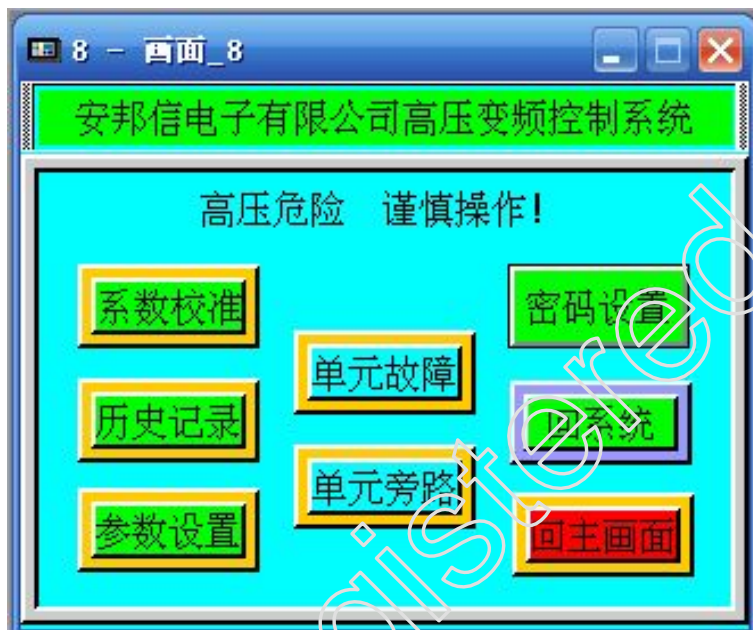 8 - 画面_8
安邦信电子有限公司高压变频控制系统
高压危险 谨慎操作!
系数校准
密码设置
单元故障
历史记录
回系统
单元旁路
参数设置
回主画面
gistered